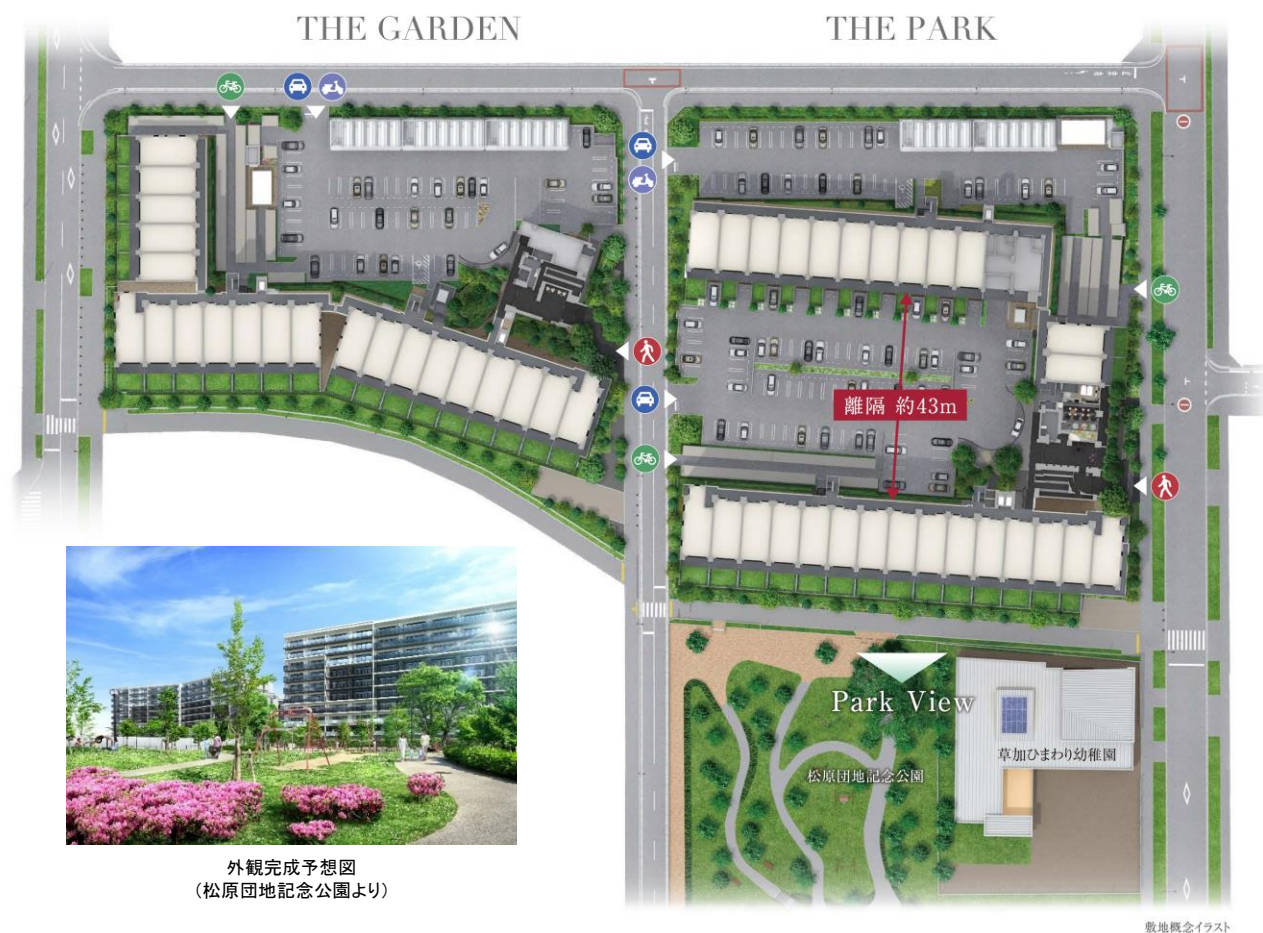 THE GARDEN
THE PARK
離隔 約43m
Park View
草加ひまわり幼稚園
松原団地記念公園
外観完成予想図
(松原団地記念公園より)
敷地概念イラスト